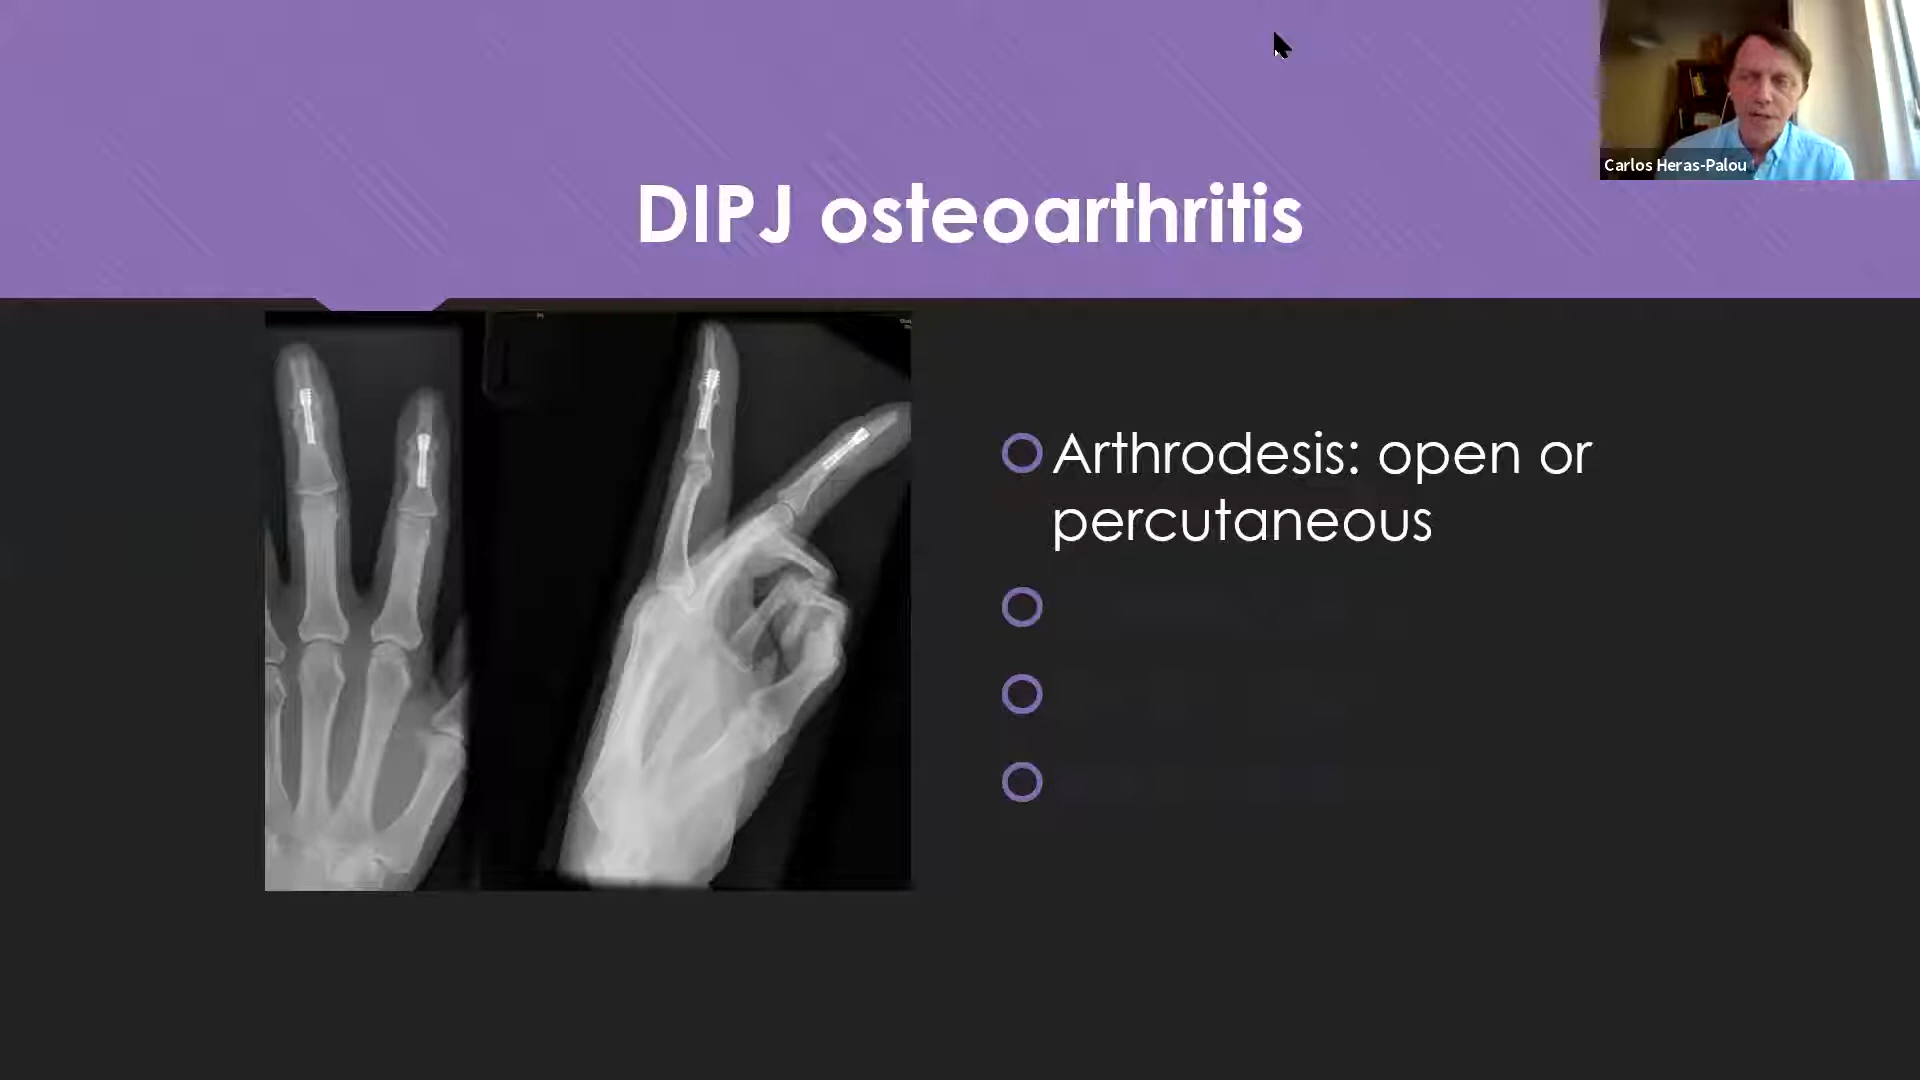 Carlos Heras-Palou
DIPJ osteoarthritis
Arthrodesis: open or
percutaneous